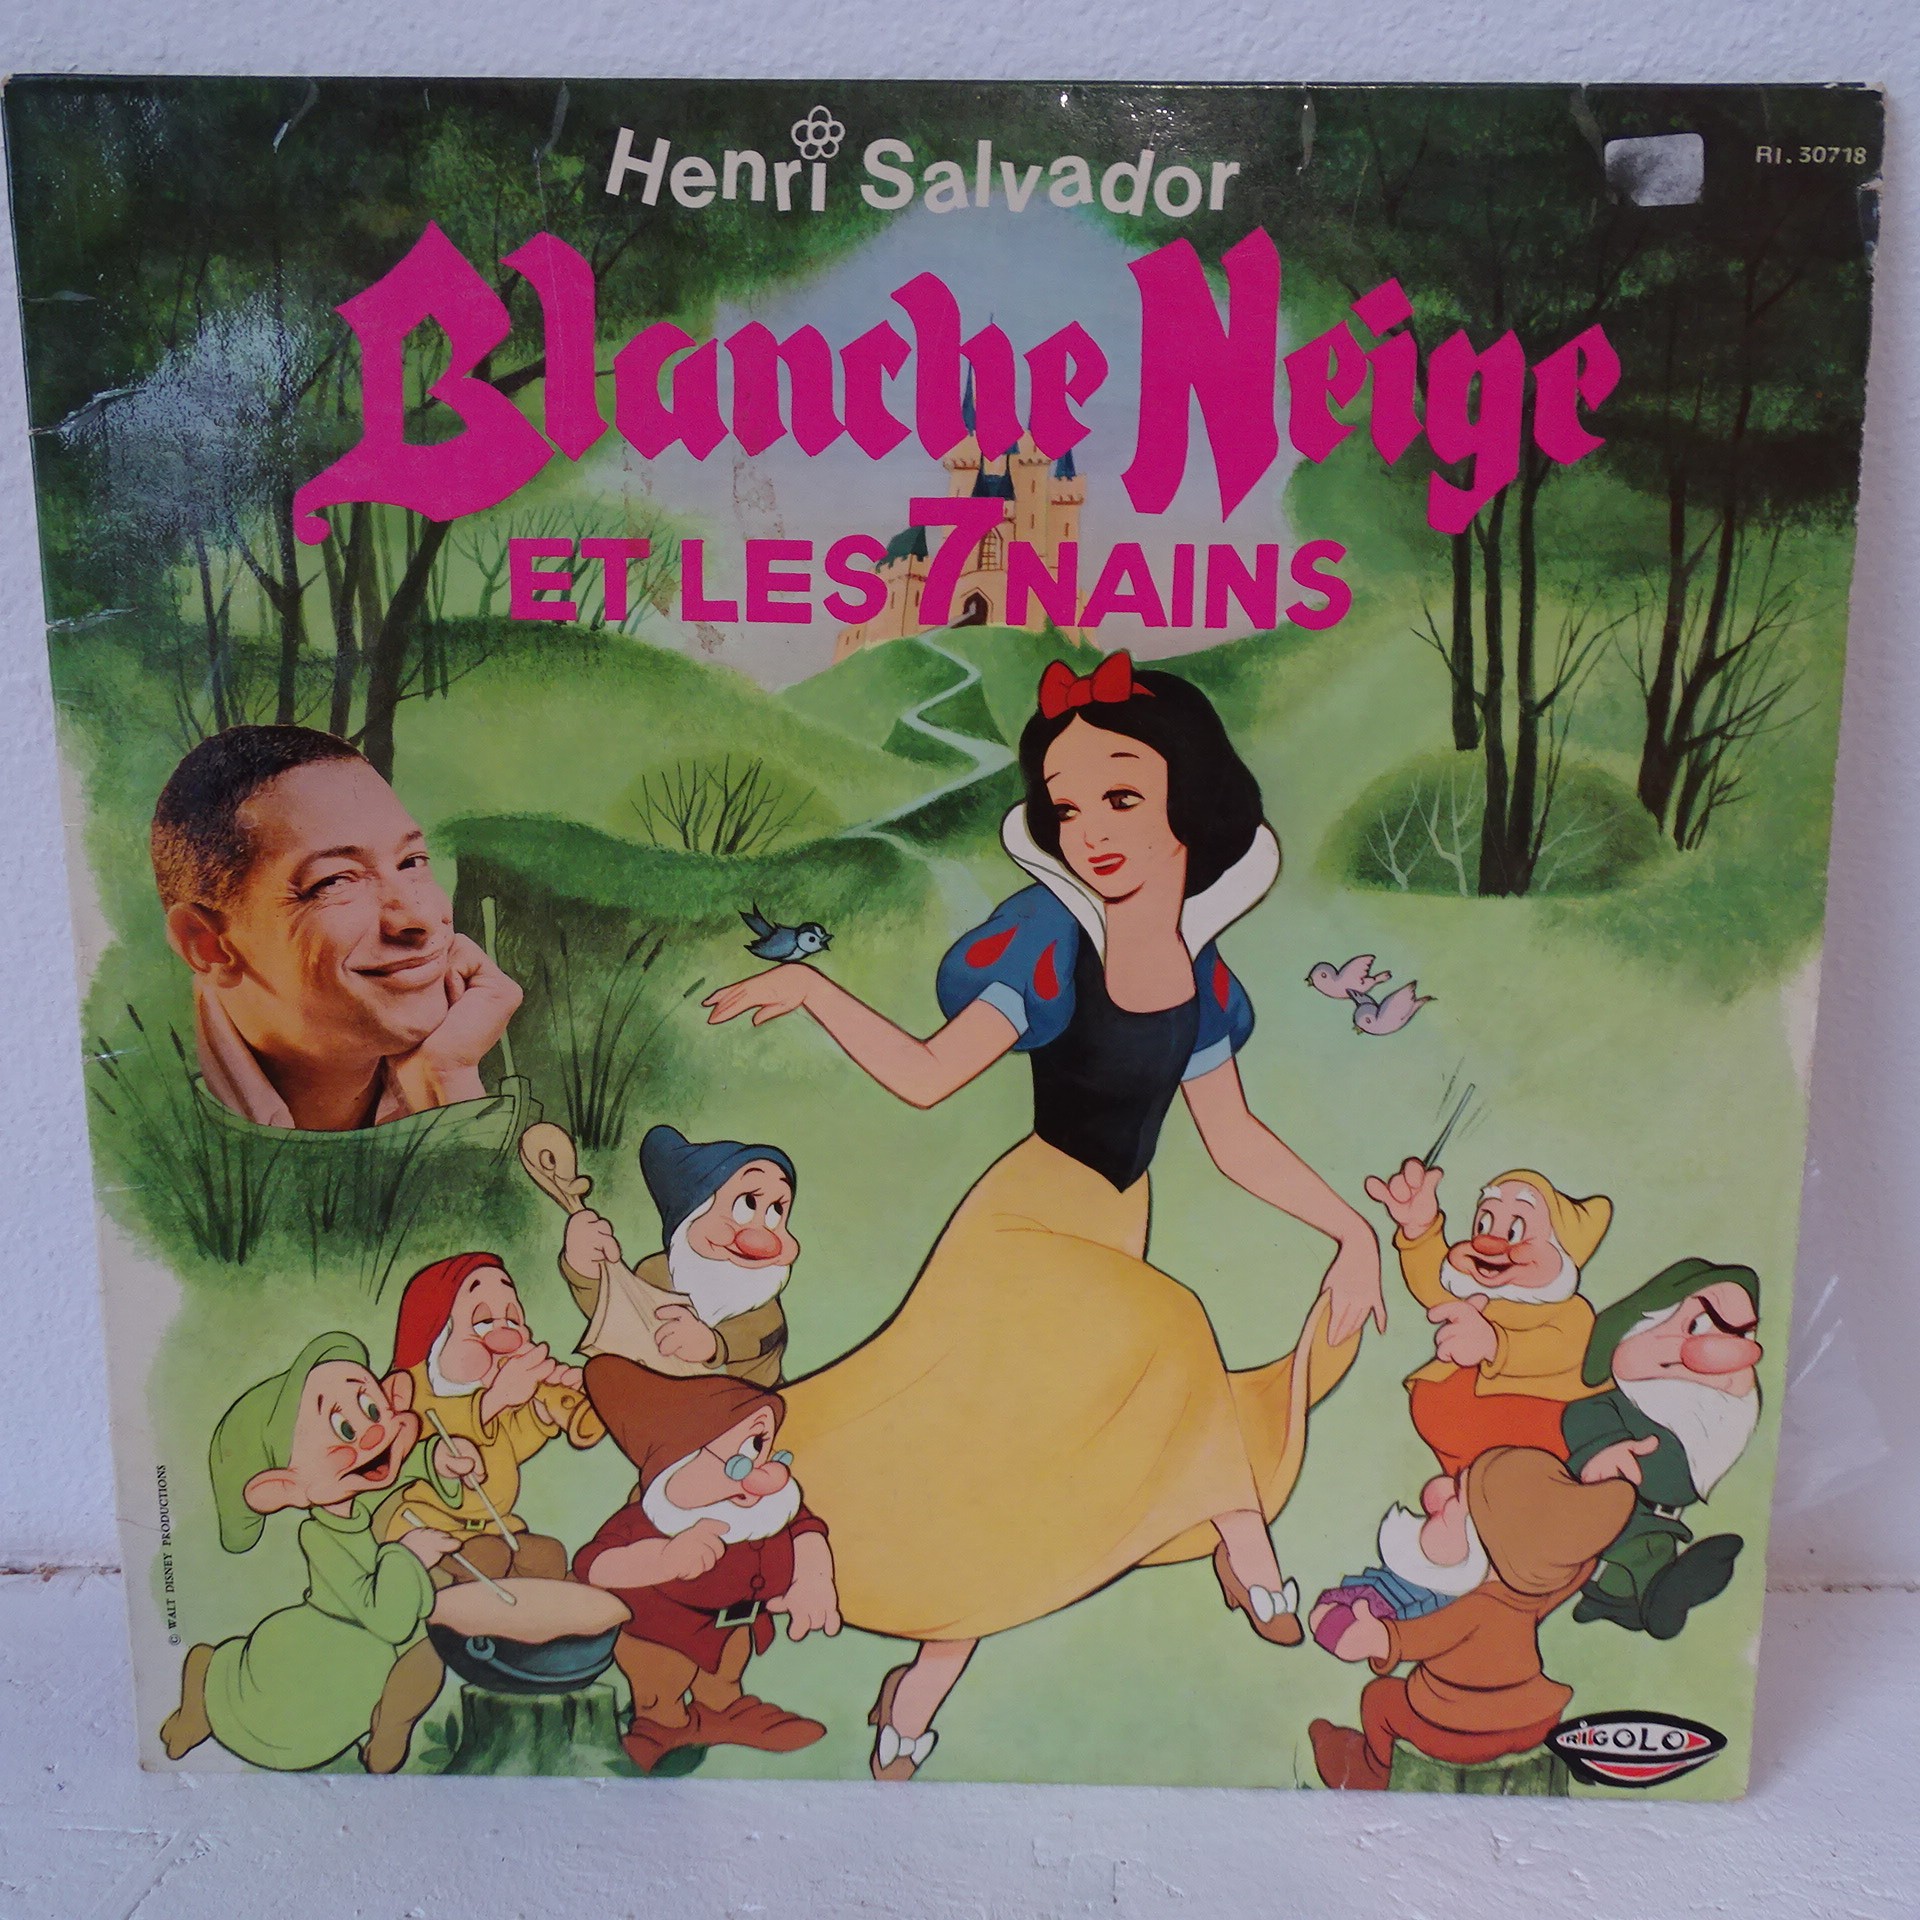 Henri Salvador
RI. 30718
Blanche Neige
ET LES 7 NAINS
© WALT DISNEY PRODUCTIONS
RIGOLO